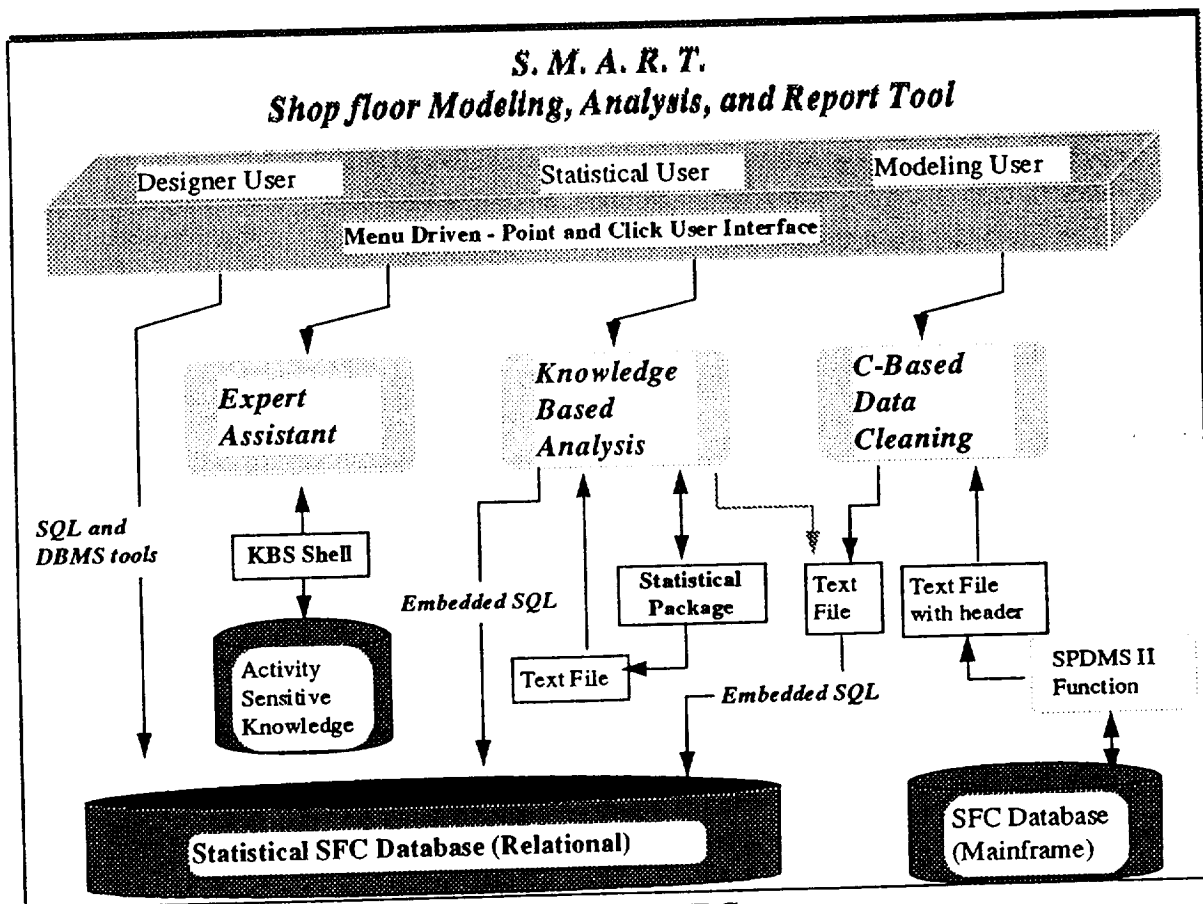 S. M. A. R. T.
Shop floor Modeling, Analysis, and Report Tool
Designer User
Statistical User
Modeling User
Menu Driven - Point and Click User Interface
Expert
Assistant
Knowledge
Based
Analysis
C-Based
Data
Cleaning
SQL and
DBMS tools
KBS Shell
Embedded SQL
Statistical
Package
Text
File
Text File
with header
Activity
Sensitive
Knowledge
Text File
Embedded SQL
SPDMS II
Function
Statistical SFC Database (Relational)
SFC Database
(Mainframe)